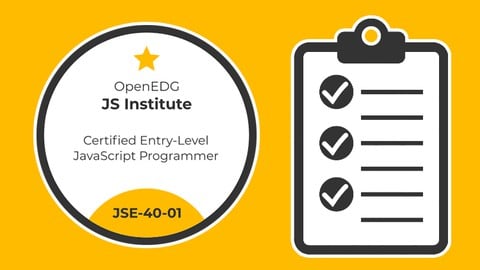 OpenEDG
JS Institute
Certified Entry-Level
JavaScript Programmer
JSE-40-01